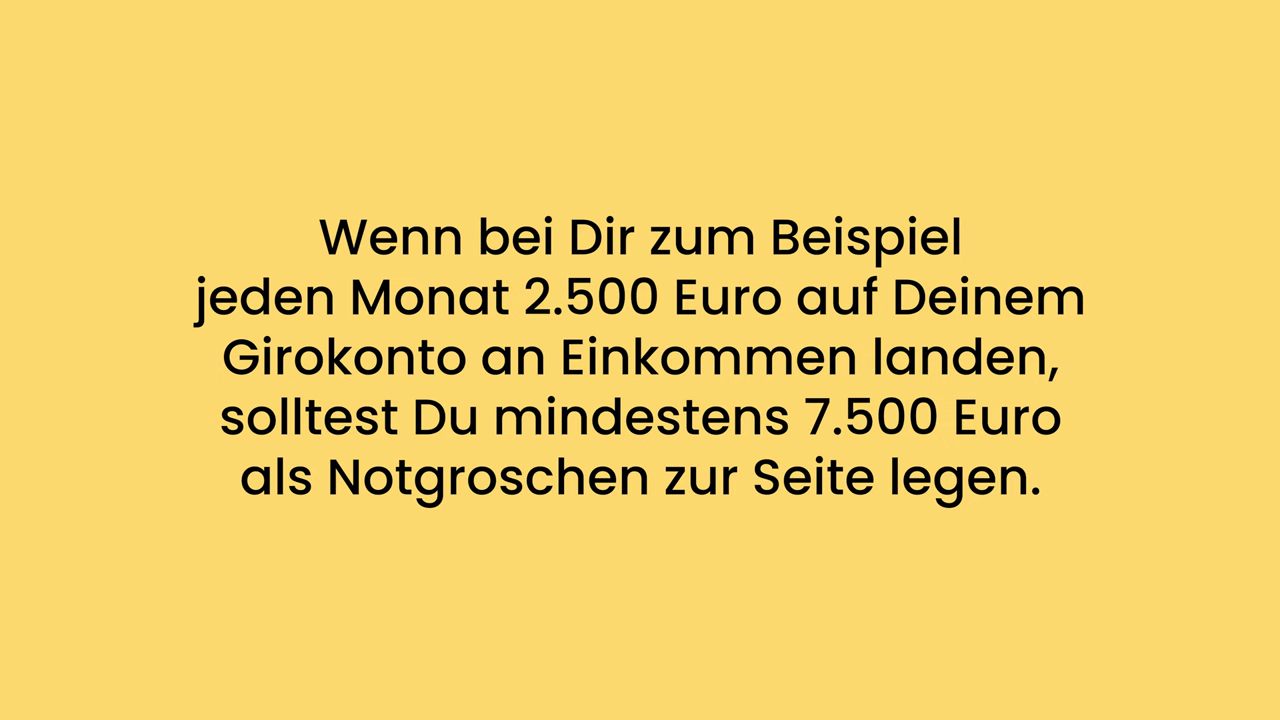 Wenn bei Dir zum Beispiel
jeden Monat 2.500 Euro auf Deinem
Girokonto an Einkommen landen,
solltest Du mindestens 7.500 Euro
als Notgroschen zur Seite legen.